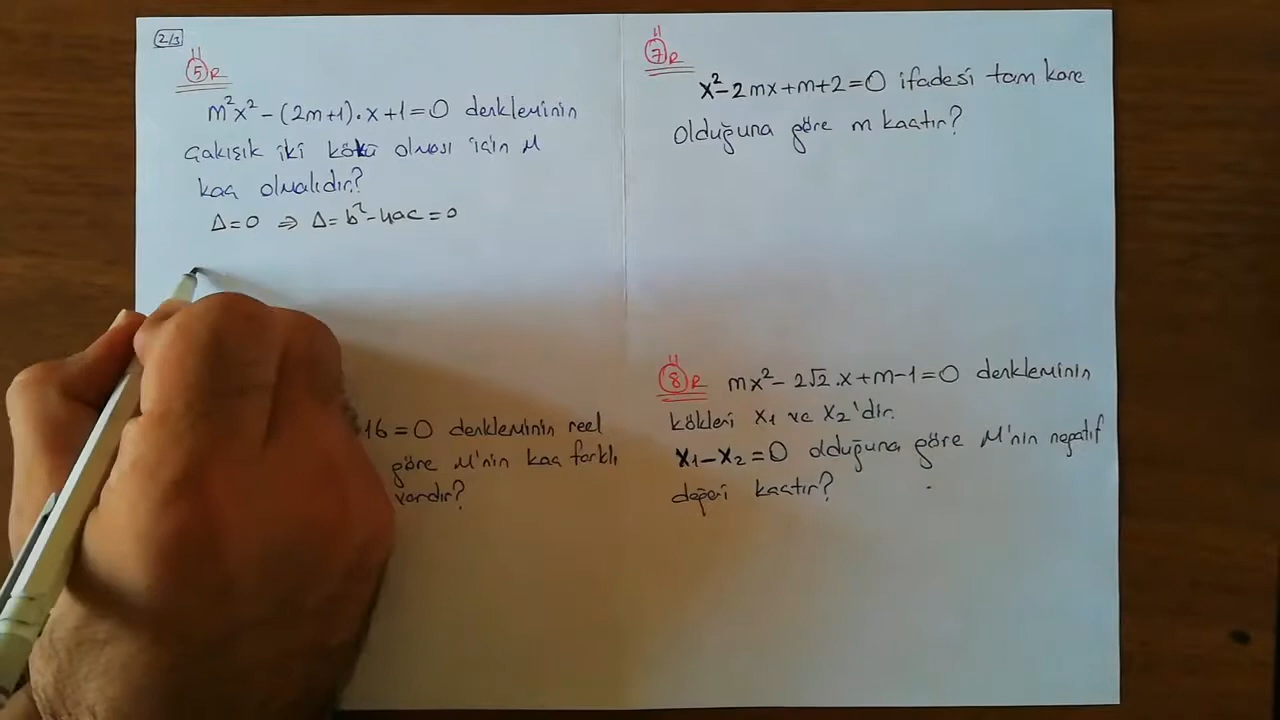 2/3
5 R
m²x² - (2m+1).x+1=0 denkleminin
çakışık iki kökü olması için m
kaç olmalıdır?
Δ=0 ⇒ Δ=b²-4ac=0
16=0 denkleminin reel
göre m'nin kaç farklı
vardır?
7 R
x²-2mx+m+2=0 ifadesi tam kare
olduğuna göre m kaçtır?
8 R mx²-2√2.x+m-1=0 denkleminin
kökleri x₁ ve x₂'dir.
x₁-x₂=0 olduğuna göre m'nin negatif
değeri kaçtır?